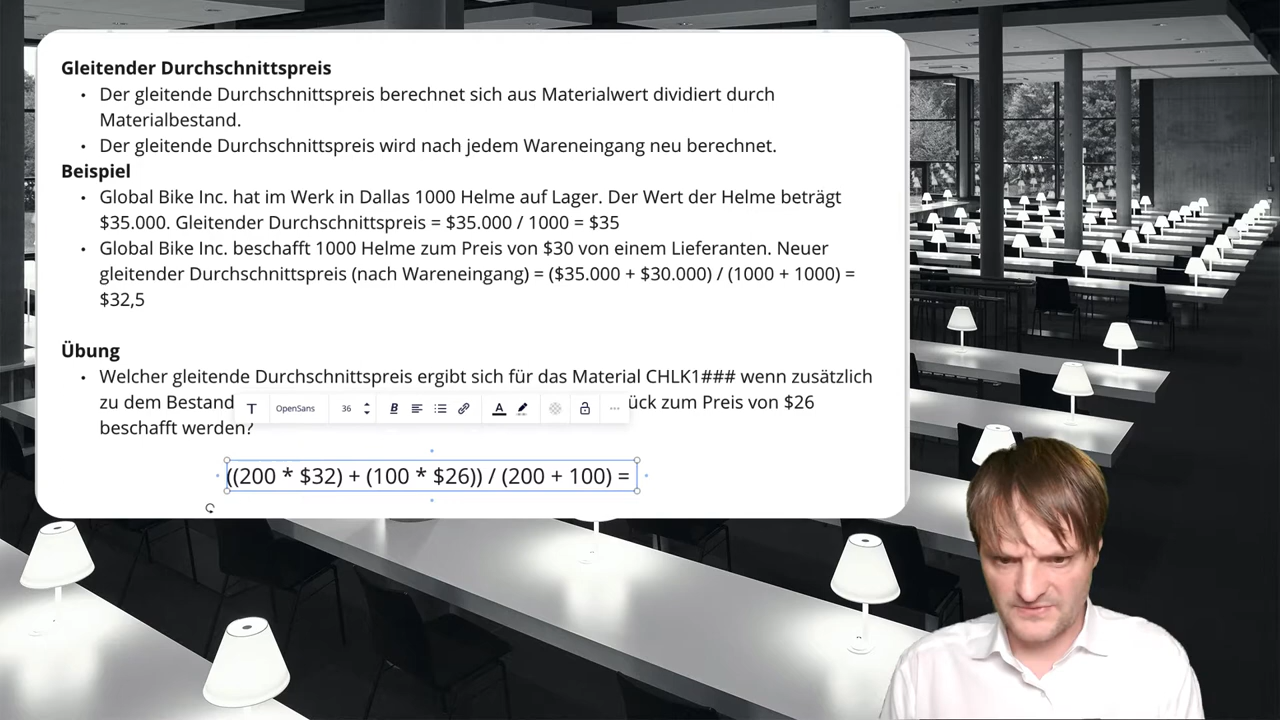 Gleitender Durchschnittspreis
• Der gleitende Durchschnittspreis berechnet sich aus Materialwert dividiert durch
Materialbestand.
• Der gleitende Durchschnittspreis wird nach jedem Wareneingang neu berechnet.
Beispiel
• Global Bike Inc. hat im Werk in Dallas 1000 Helme auf Lager. Der Wert der Helme beträgt
$35.000. Gleitender Durchschnittspreis = $35.000 / 1000 = $35
• Global Bike Inc. beschafft 1000 Helme zum Preis von $30 von einem Lieferanten. Neuer
gleitender Durchschnittspreis (nach Wareneingang) = ($35.000 + $30.000) / (1000 + 1000) =
$32,5
Übung
• Welcher gleitende Durchschnittspreis ergibt sich für das Material CHLK1### wenn zusätzlich
zu dem Bestand ück zum Preis von $26
T OpenSans 36 B A
beschafft werden?
((200 * $32) + (100 * $26)) / (200 + 100) =